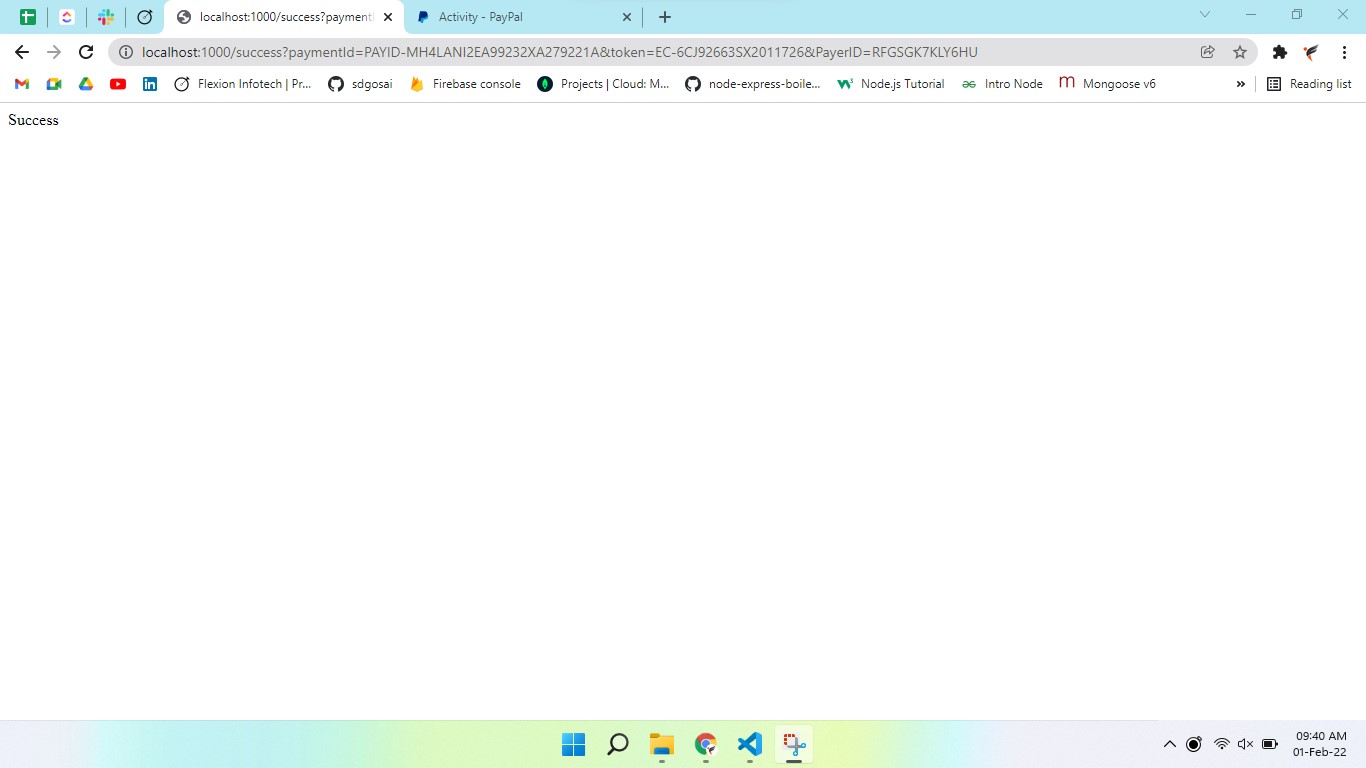 localhost:1000/success?payment
Activity - PayPal
localhost:1000/success?paymentId=PAYID-MH4LANI2EA99232XA279221A&token=EC-6CJ92663SX2011726&PayerID=RFGSGK7KLY6HU
Flexion Infotech | Pr...
sdgosai
Firebase console
Projects | Cloud: M...
node-express-boile...
Node.js Tutorial
Intro Node
Mongoose v6
Reading list
Success
09:40 AM
01-Feb-22